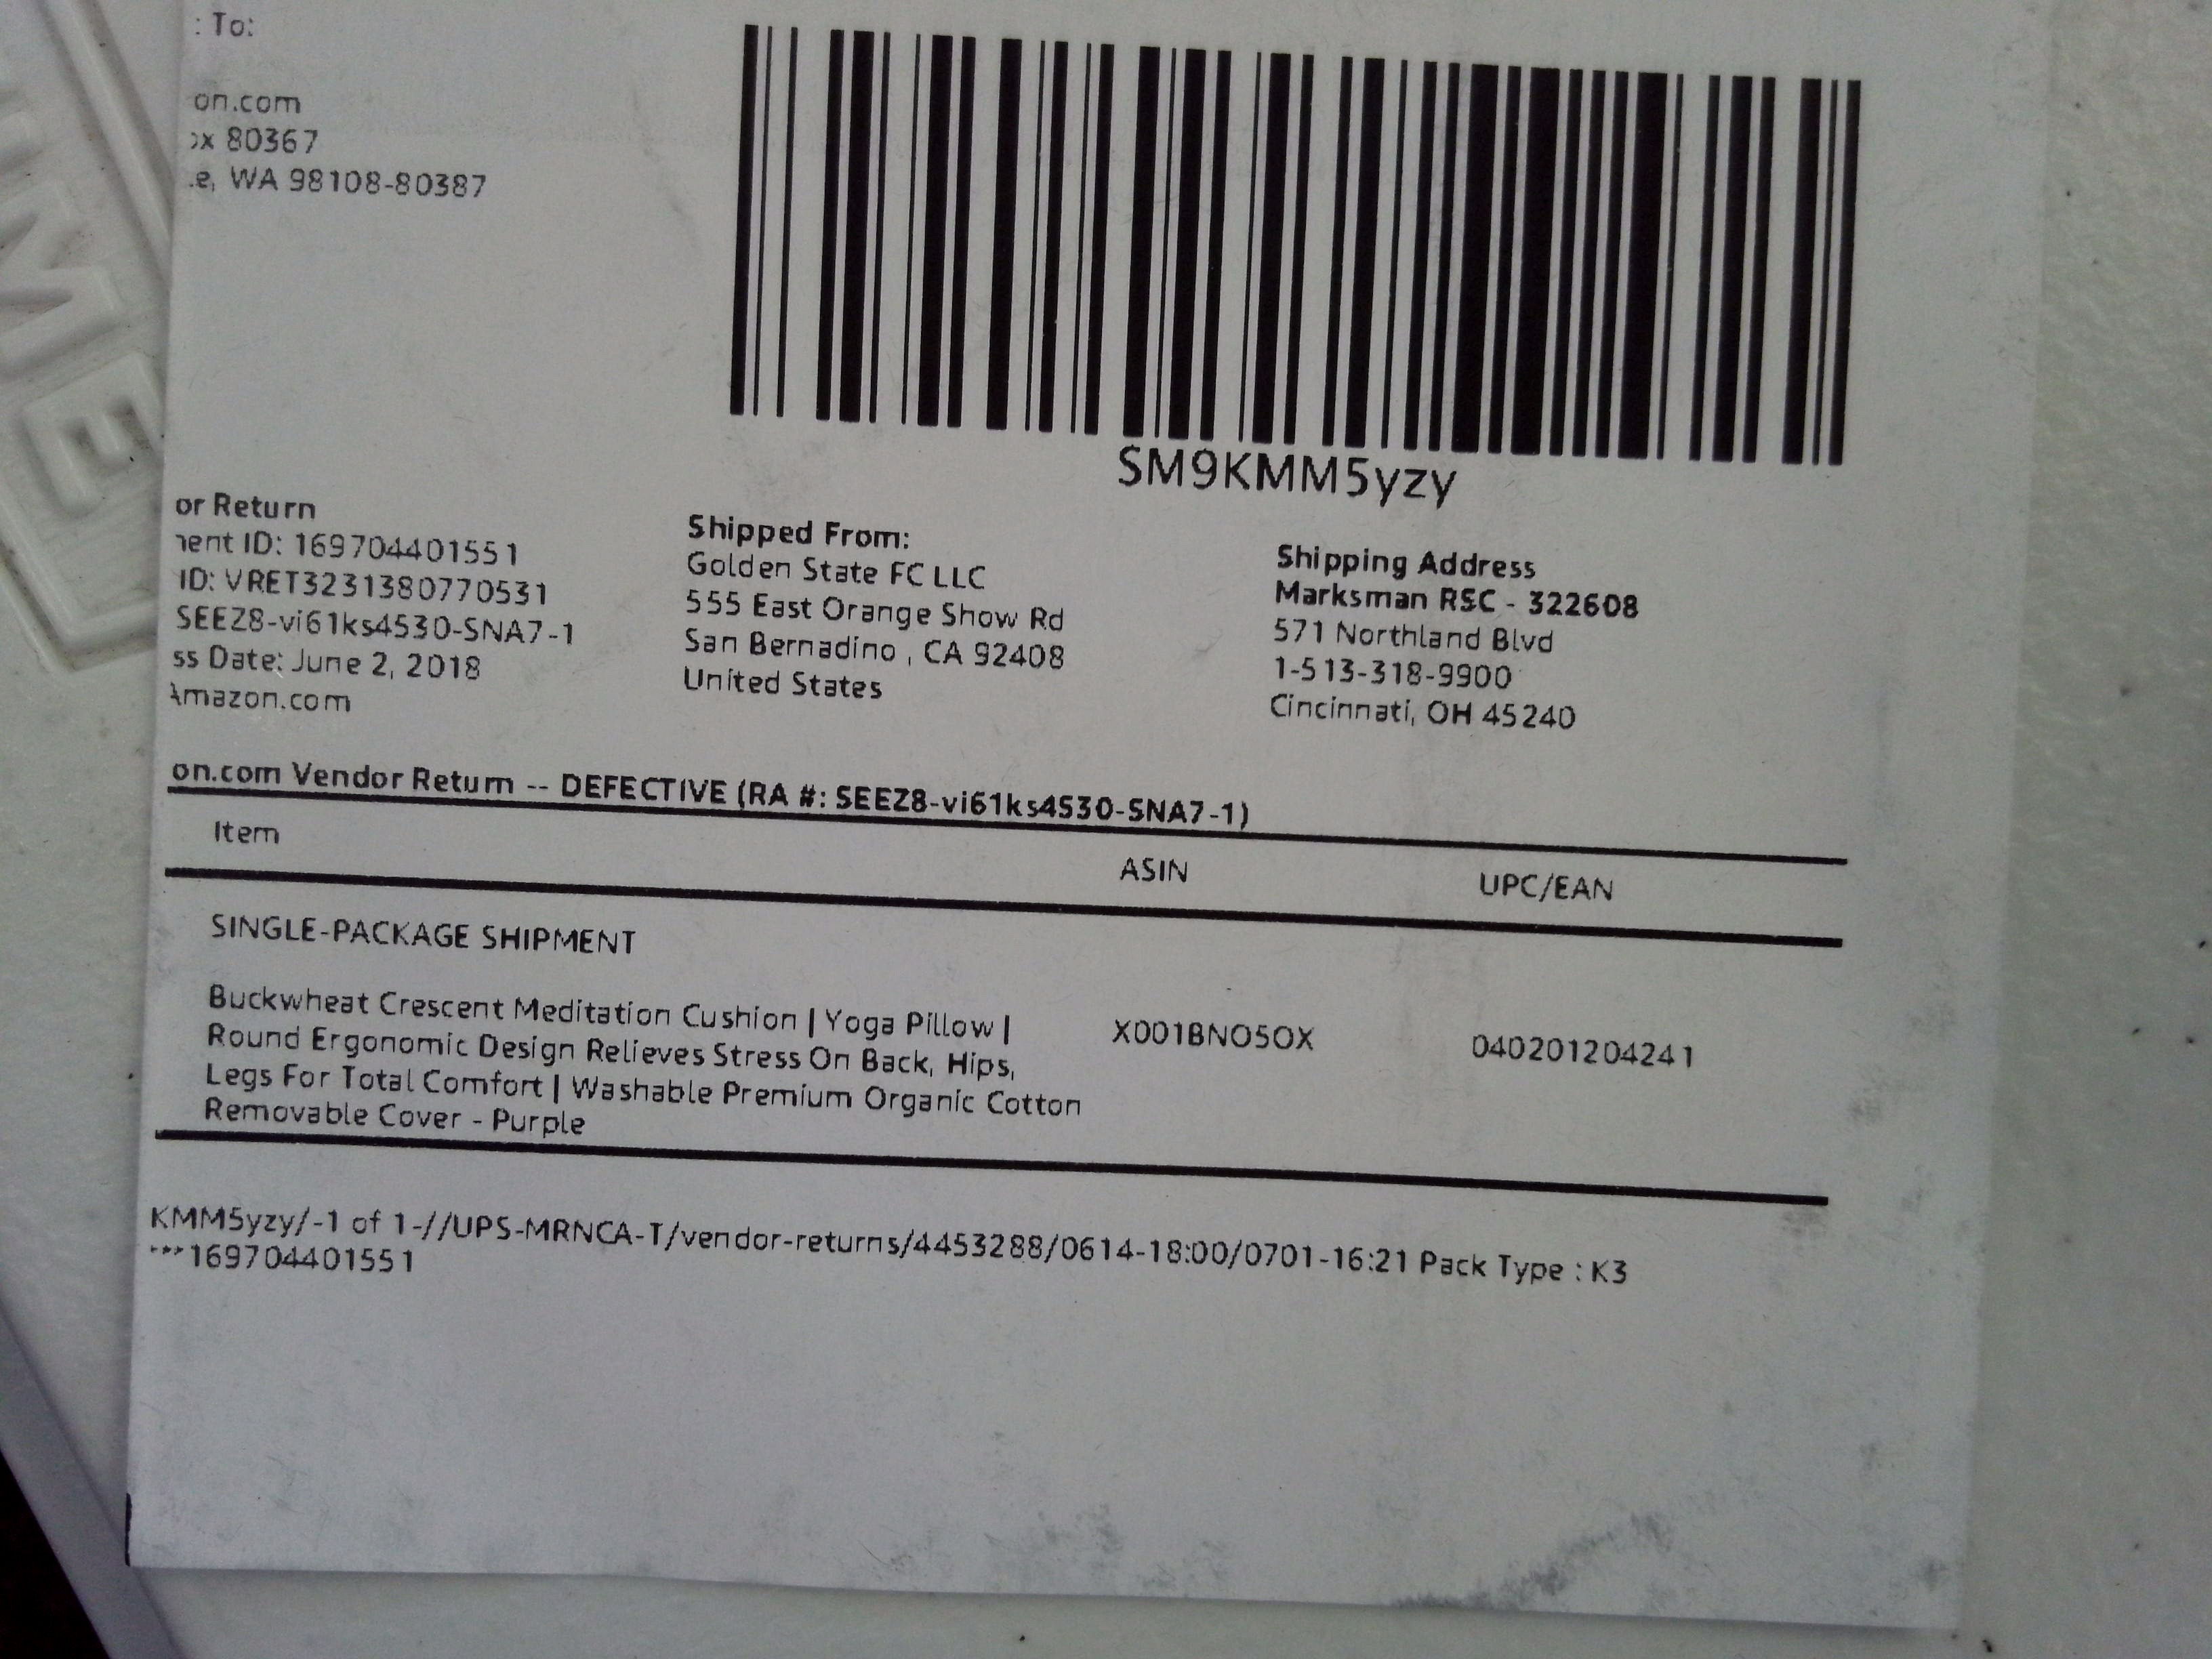 : To:
on.com
ox 80367
e, WA 98108-80387
SM9KMM5yzy
or Return
nent ID: 169704401551
ID: VRET3231380770531
SEEZ8-vi61ks4530-SNA7-1
ss Date: June 2, 2018
Amazon.com
Shipped From:
Golden State FC LLC
555 East Orange Show Rd
San Bernadino , CA 92408
United States
Shipping Address
Marksman RSC - 322608
571 Northland Blvd
1-513-318-9900
Cincinnati, OH 45240
on.com Vendor Return -- DEFECTIVE (RA #: SEEZ8-vi61ks4530-SNA7-1)
Item ASIN UPC/EAN
SINGLE-PACKAGE SHIPMENT
Buckwheat Crescent Meditation Cushion | Yoga Pillow |
Round Ergonomic Design Relieves Stress On Back, Hips,
Legs For Total Comfort | Washable Premium Organic Cotton
Removable Cover - Purple
X001BNO5OX
040201204241
KMM5yzy/-1 of 1-//UPS-MRNCA-T/vendor-returns/4453288/0614-18:00/0701-16:21 Pack Type : K3
***169704401551